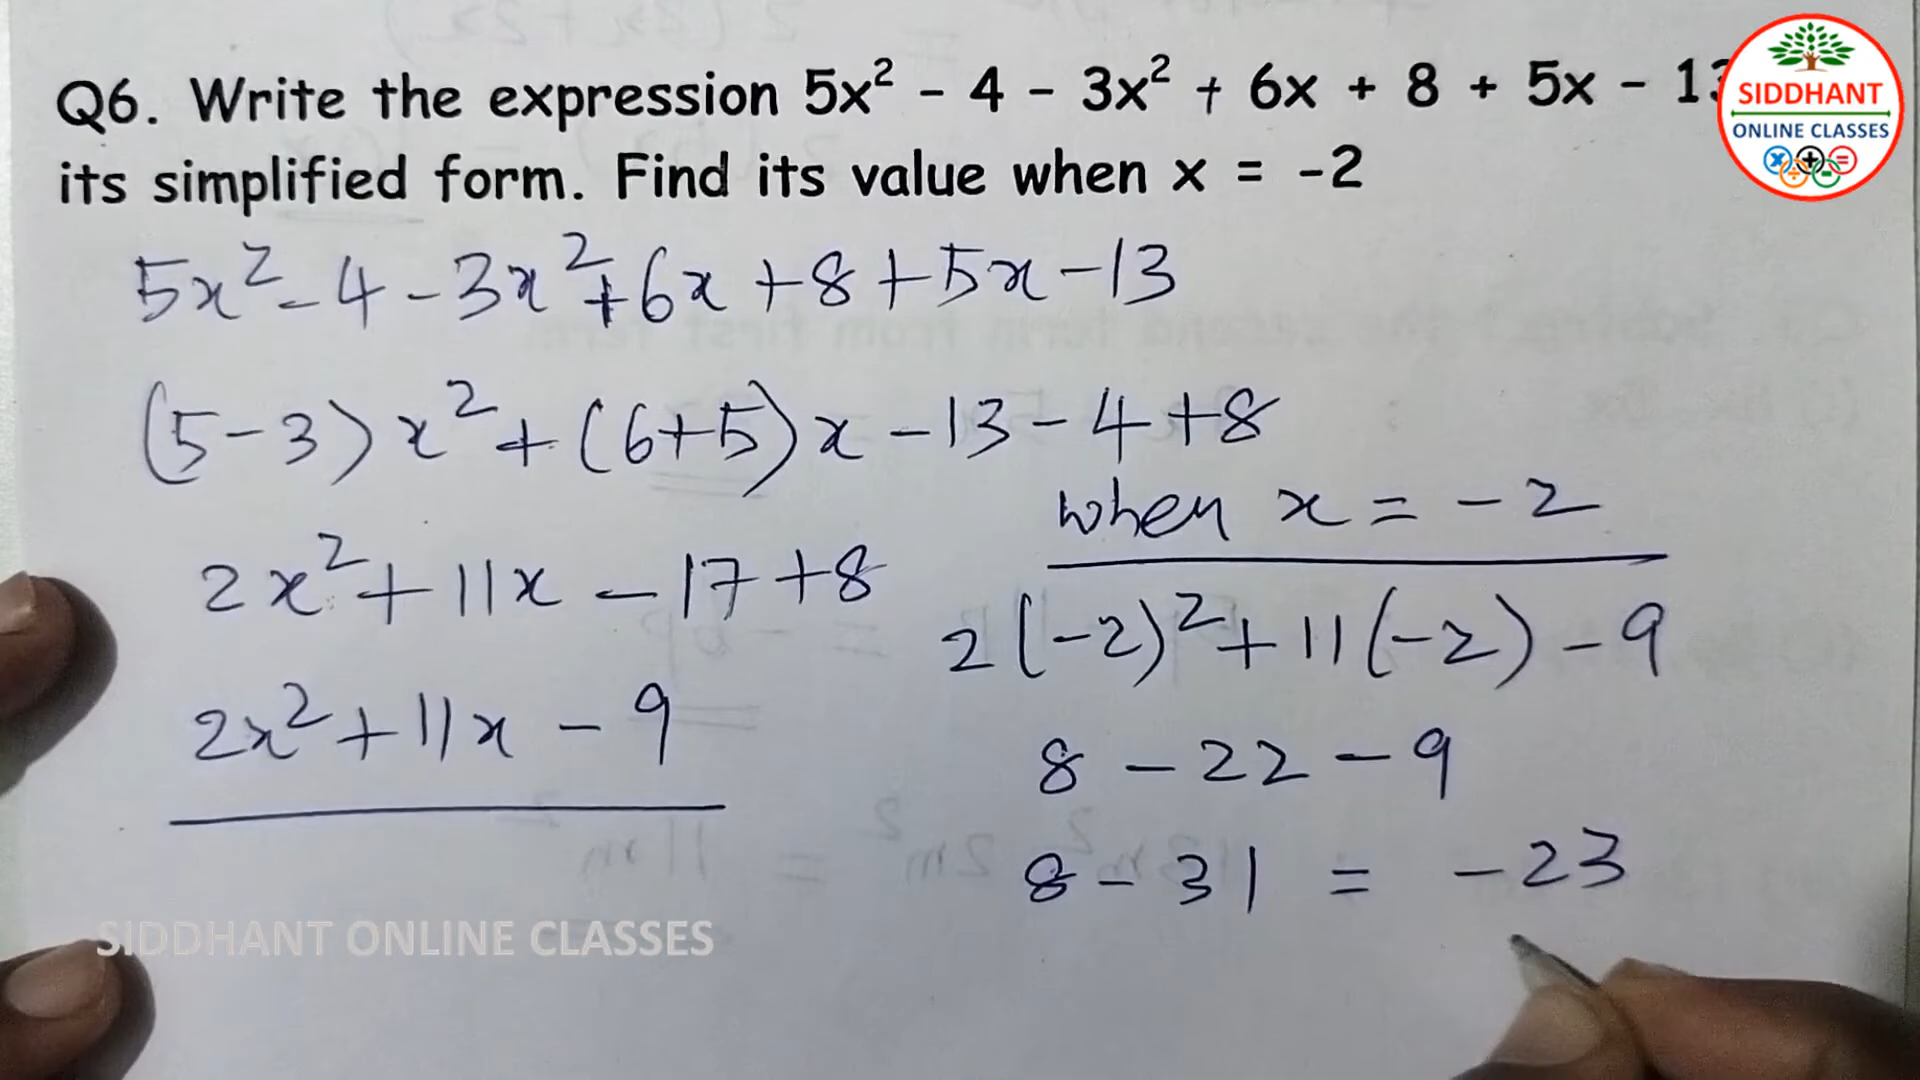 Q6. Write the expression 5x² - 4 - 3x² + 6x + 8 + 5x - 13
its simplified form. Find its value when x = -2
SIDDHANT
ONLINE CLASSES
5x² - 4 - 3x² + 6x + 8 + 5x - 13
(5 - 3) x² + (6 + 5) x - 13 - 4 + 8
when x = - 2
2x² + 11x - 17 + 8
2 (-2)² + 11 (-2) - 9
2x² + 11x - 9
8 - 22 - 9
8 - 31 = - 23
SIDDHANT ONLINE CLASSES